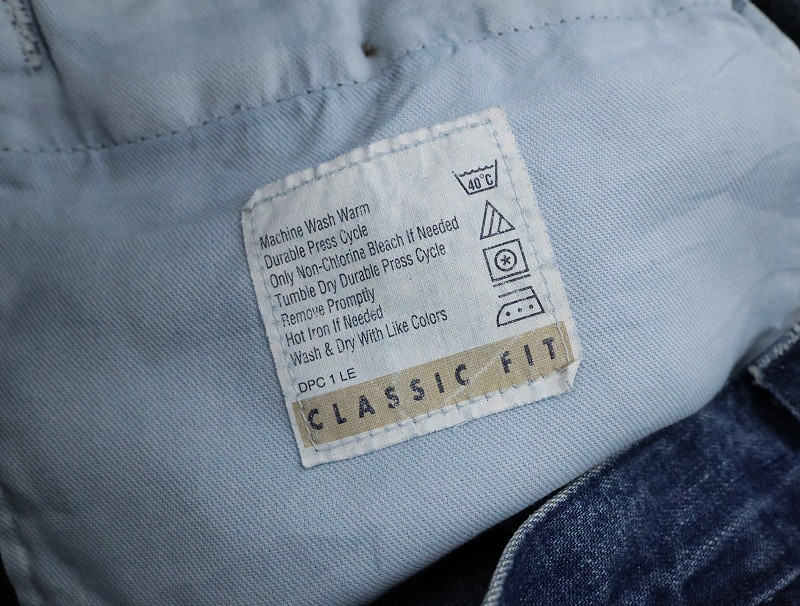 40°C
Machine Wash Warm
Durable Press Cycle
Only Non-Chlorine Bleach If Needed
Tumble Dry Durable Press Cycle
Remove Promptly
Hot Iron If Needed
Wash & Dry With Like Colors
DPC 1 LE
CLASSIC FIT